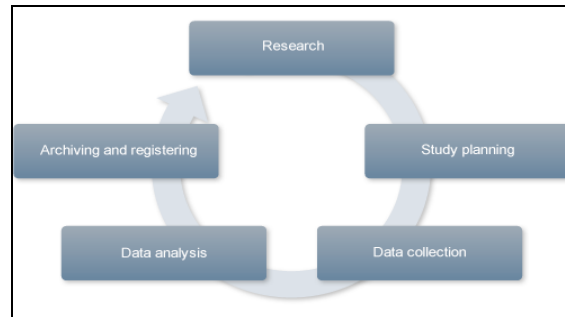 Research
Study planning
Data collection
Data analysis
Archiving and registering